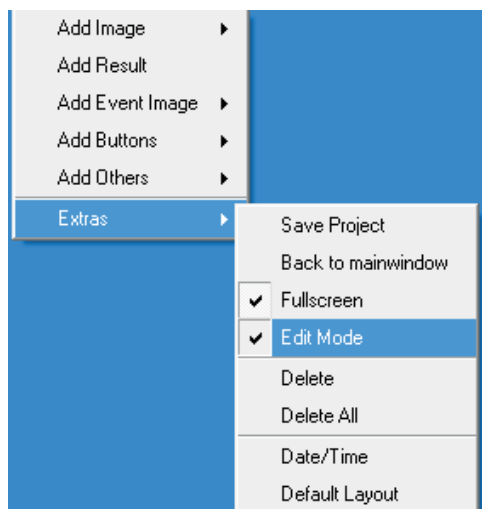 Add Image
Add Result
Add Event Image
Add Buttons
Add Others
Extras
Save Project
Back to mainwindow
Fullscreen
Edit Mode
Delete
Delete All
Date/Time
Default Layout